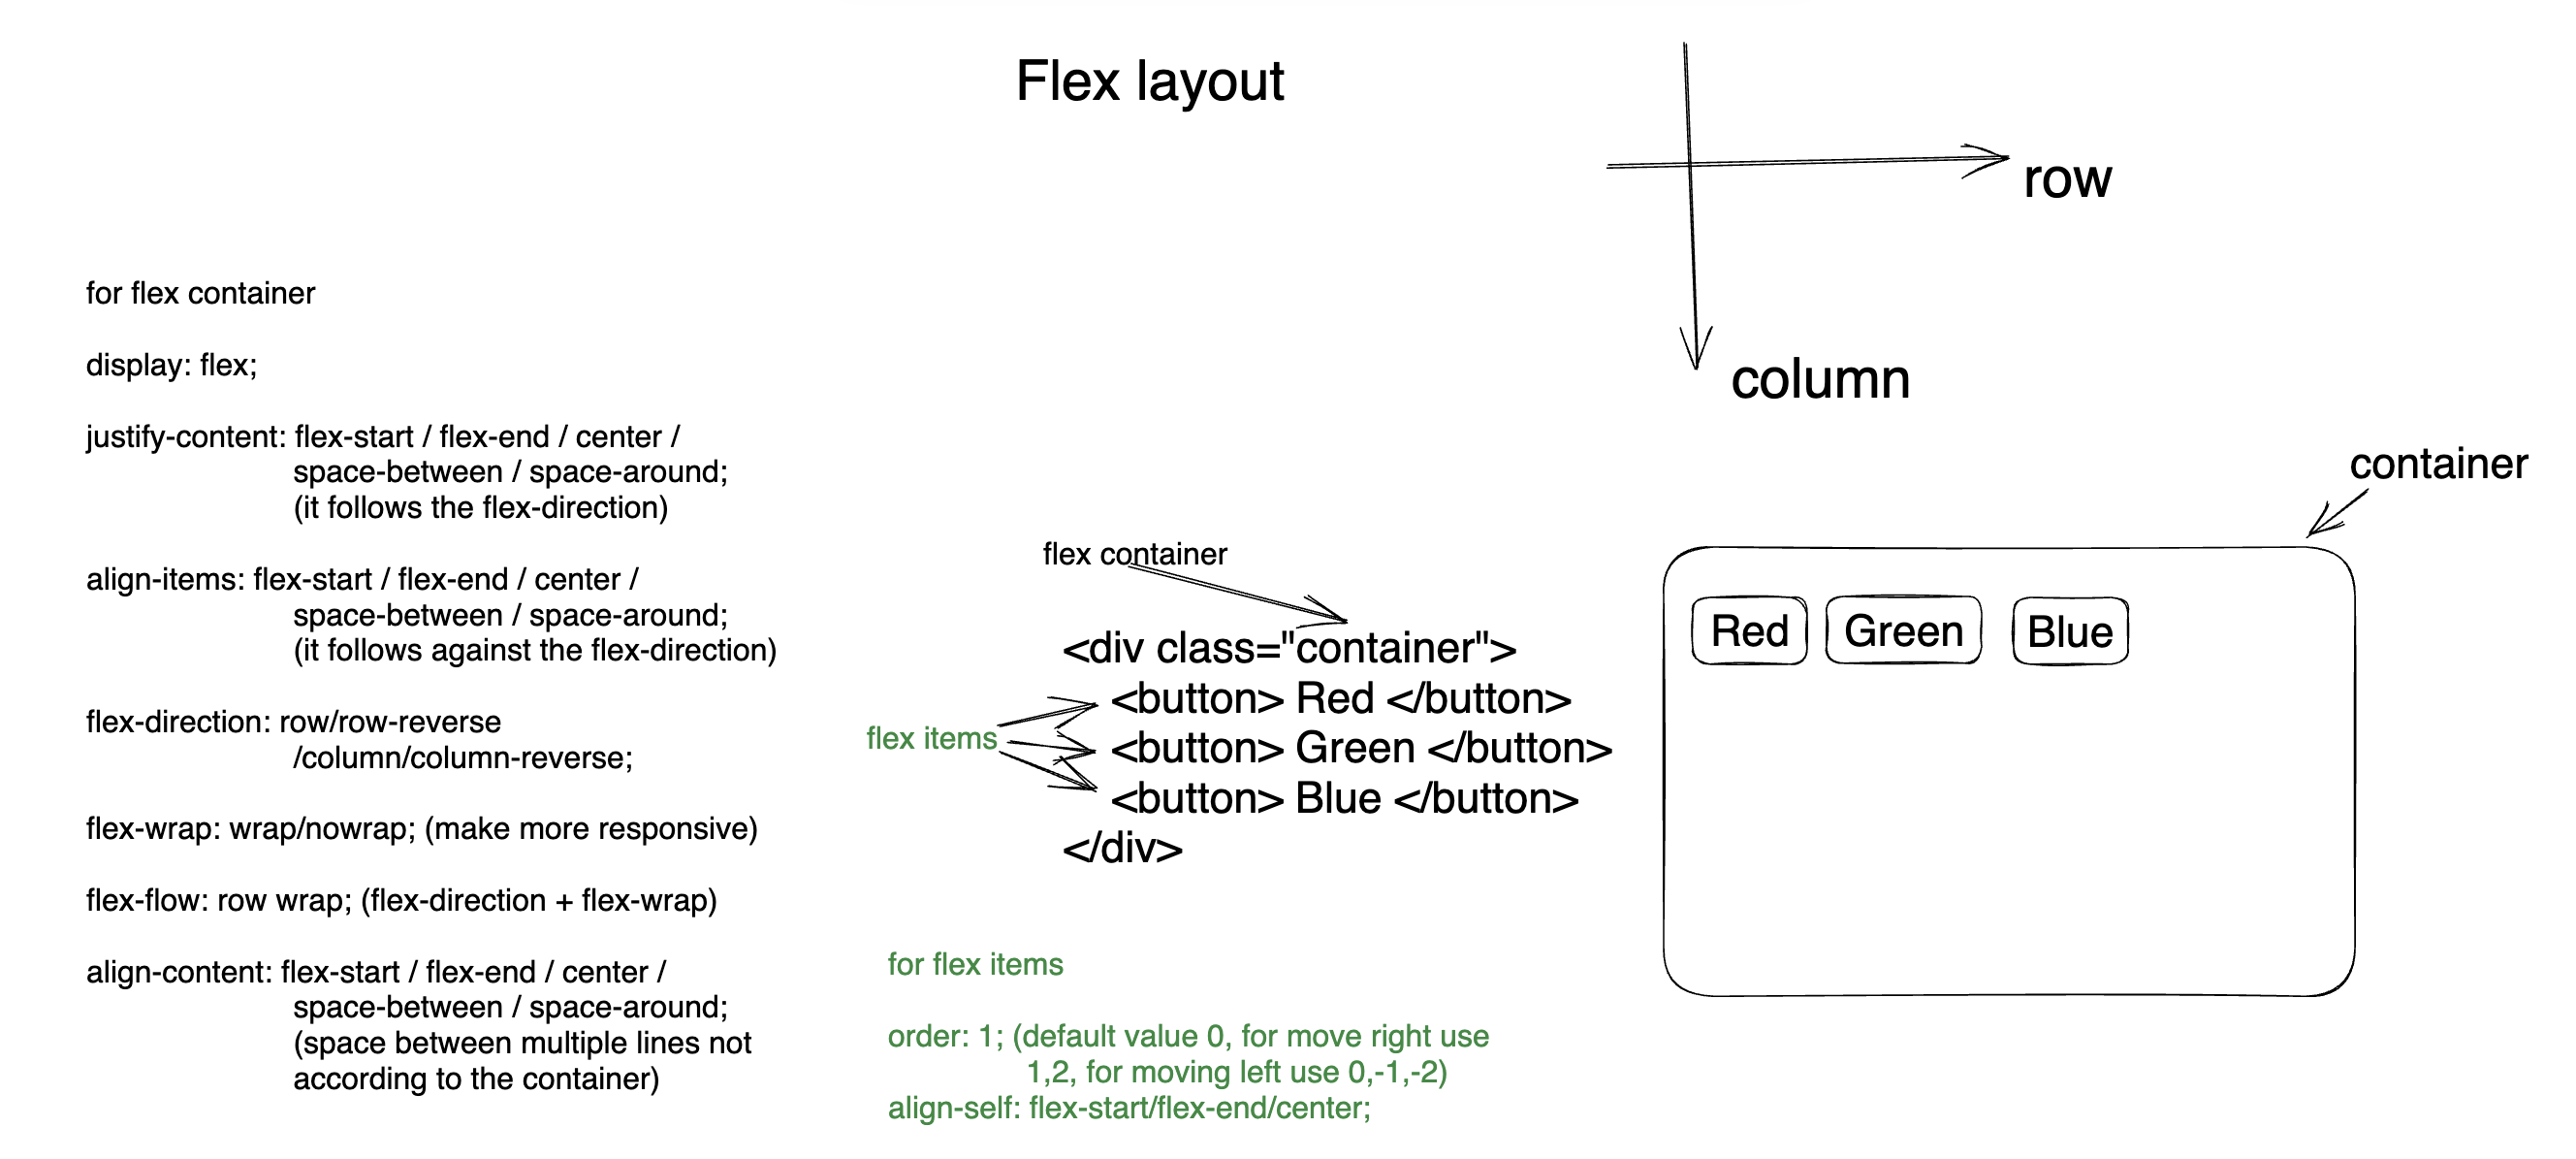 Flex layout
row
column
for flex container
display: flex;
justify-content: flex-start / flex-end / center /
space-between / space-around;
(it follows the flex-direction)
align-items: flex-start / flex-end / center /
space-between / space-around;
(it follows against the flex-direction)
flex-direction: row/row-reverse
/column/column-reverse;
flex-wrap: wrap/nowrap; (make more responsive)
flex-flow: row wrap; (flex-direction + flex-wrap)
align-content: flex-start / flex-end / center /
space-between / space-around;
(space between multiple lines not
according to the container)
flex container
<div class="container">
<button> Red </button>
<button> Green </button>
<button> Blue </button>
</div>
flex items
for flex items
order: 1; (default value 0, for move right use
1,2, for moving left use 0,-1,-2)
align-self: flex-start/flex-end/center;
container
Red Green Blue